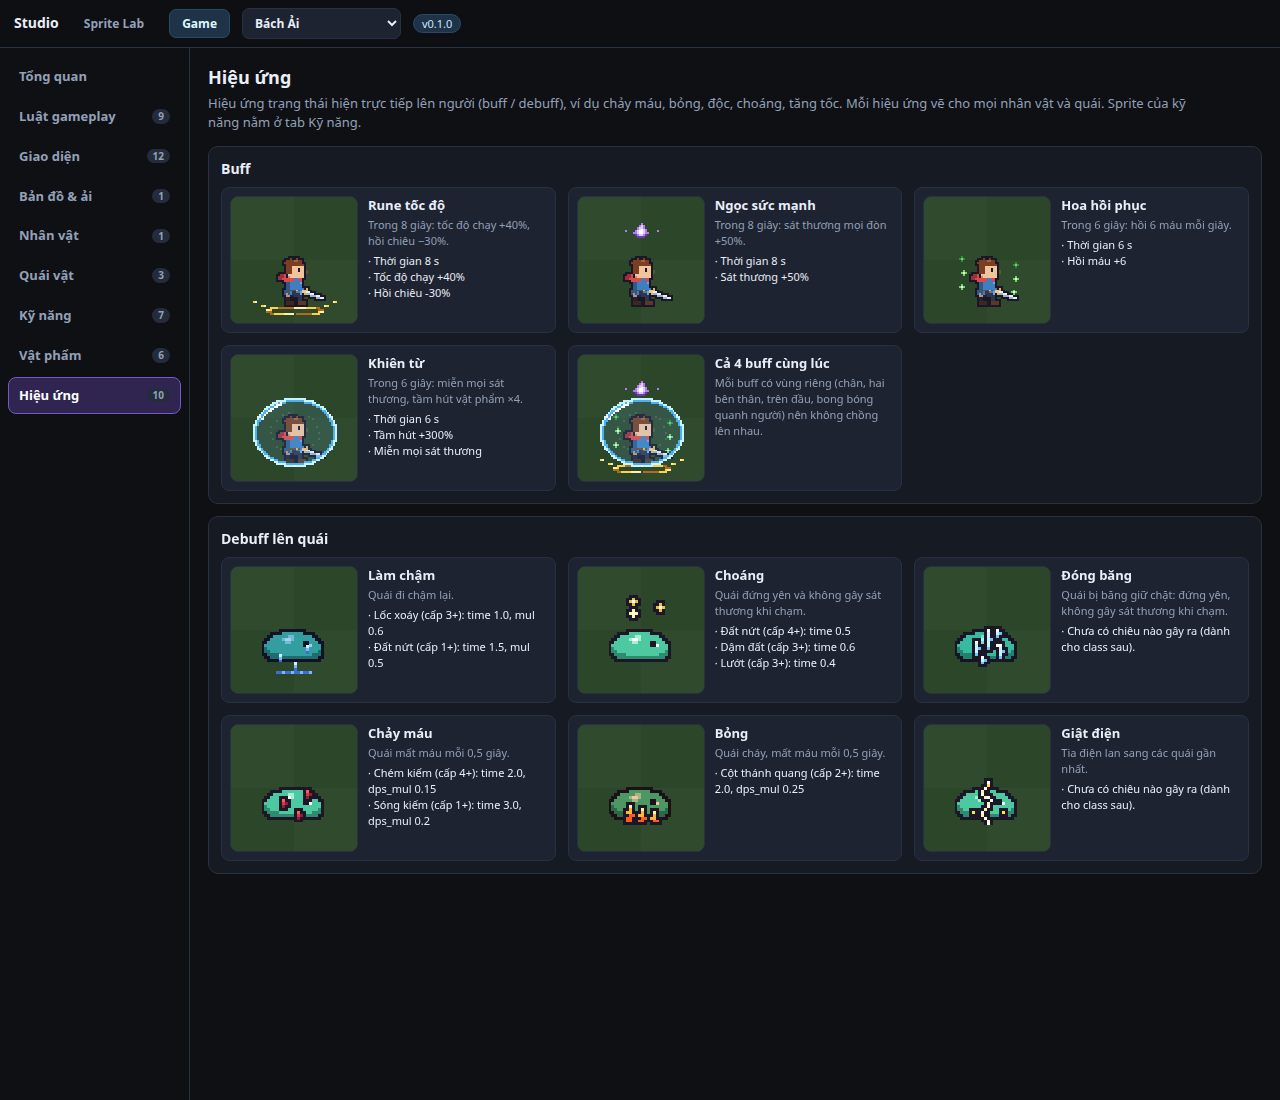 Studio
Sprite Lab
Game
Bách Ải
v0.1.0
Tổng quan
Luật gameplay 9
Giao diện 12
Bản đồ & ải 1
Nhân vật 1
Quái vật 3
Kỹ năng 7
Vật phẩm 6
Hiệu ứng 10
Hiệu ứng
Hiệu ứng trạng thái hiện trực tiếp lên người (buff / debuff), ví dụ chảy máu, bỏng, độc, choáng, tăng tốc. Mỗi hiệu ứng vẽ cho mọi nhân vật và quái. Sprite của kỹ
năng nằm ở tab Kỹ năng.
Buff
Rune tốc độ
Trong 8 giây: tốc độ chạy +40%,
hồi chiêu −30%.
· Thời gian 8 s
· Tốc độ chạy +40%
· Hồi chiêu -30%
Ngọc sức mạnh
Trong 8 giây: sát thương mọi đòn
+50%.
· Thời gian 8 s
· Sát thương +50%
Hoa hồi phục
Trong 6 giây: hồi 6 máu mỗi giây.
· Thời gian 6 s
· Hồi máu +6
Khiên từ
Trong 6 giây: miễn mọi sát
thương, tầm hút vật phẩm ×4.
· Thời gian 6 s
· Tầm hút +300%
· Miễn mọi sát thương
Cả 4 buff cùng lúc
Mỗi buff có vùng riêng (chân, hai
bên thân, trên đầu, bong bóng
quanh người) nên không chồng
lên nhau.
Debuff lên quái
Làm chậm
Quái đi chậm lại.
· Lốc xoáy (cấp 3+): time 1.0, mul
0.6
· Đất nứt (cấp 1+): time 1.5, mul
0.5
Choáng
Quái đứng yên và không gây sát
thương khi chạm.
· Đất nứt (cấp 4+): time 0.5
· Dậm đất (cấp 3+): time 0.6
· Lướt (cấp 3+): time 0.4
Đóng băng
Quái bị băng giữ chặt: đứng yên,
không gây sát thương khi chạm.
· Chưa có chiêu nào gây ra (dành
cho class sau).
Chảy máu
Quái mất máu mỗi 0,5 giây.
· Chém kiếm (cấp 4+): time 2.0,
dps_mul 0.15
· Sóng kiếm (cấp 1+): time 3.0,
dps_mul 0.2
Bỏng
Quái cháy, mất máu mỗi 0,5 giây.
· Cột thánh quang (cấp 2+): time
2.0, dps_mul 0.25
Giật điện
Tia điện lan sang các quái gần
nhất.
· Chưa có chiêu nào gây ra (dành
cho class sau).